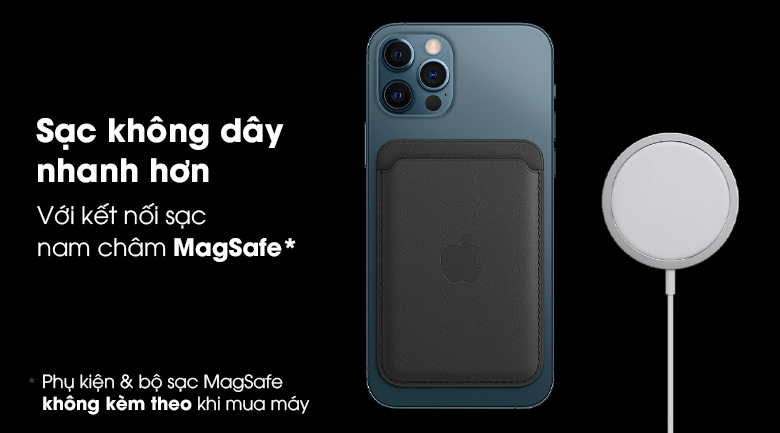 Sạc không dây
nhanh hơn
Với kết nối sạc
nam châm MagSafe*
* Phụ kiện & bộ sạc MagSafe
không kèm theo khi mua máy